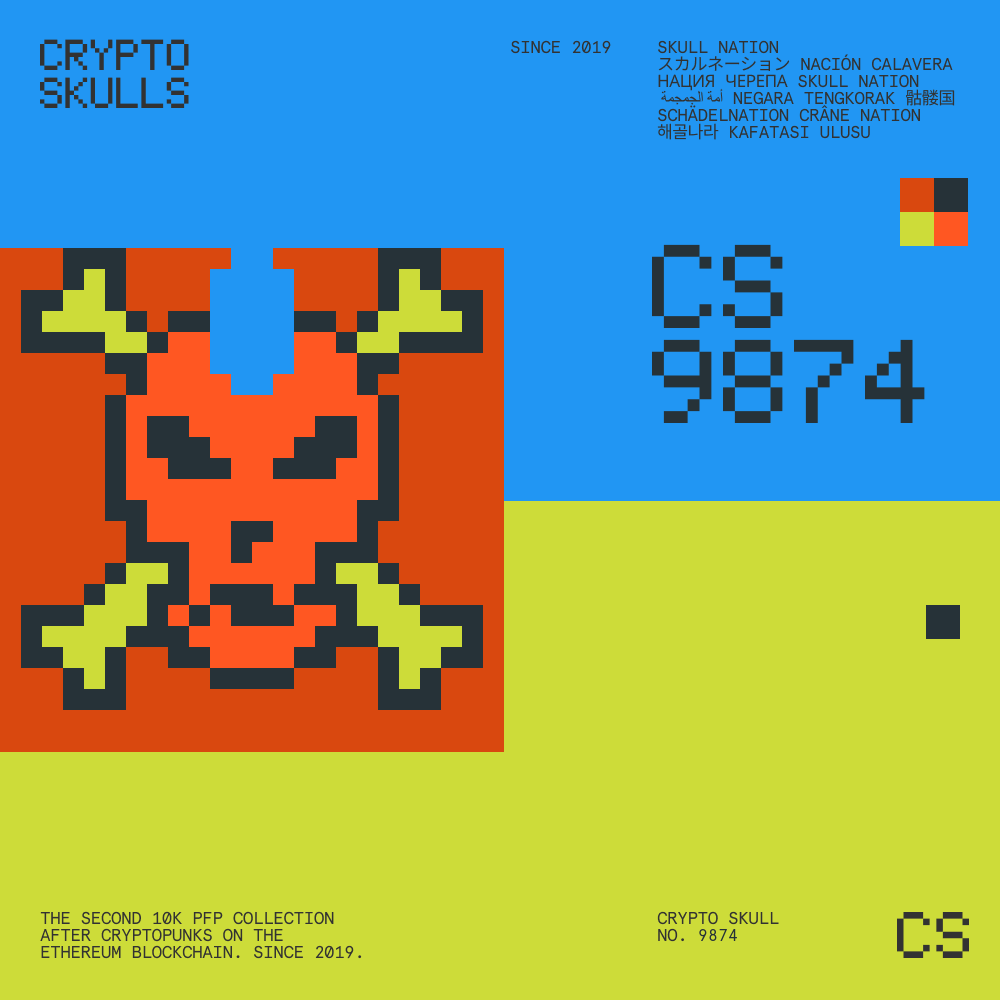 CRYPTO
SKULLS
SINCE 2019
SKULL NATION
スカルネーション NACIÓN CALAVERA
НАЦИЯ ЧЕРЕПА SKULL NATION
أمة الجمجمة NEGARA TENGKORAK 骷髅国
SCHÄDELNATION CRÂNE NATION
해골나라 KAFATASI ULUSU
CS
9874
THE SECOND 10K PFP COLLECTION
AFTER CRYPTOPUNKS ON THE
ETHEREUM BLOCKCHAIN. SINCE 2019.
CRYPTO SKULL
NO. 9874
CS